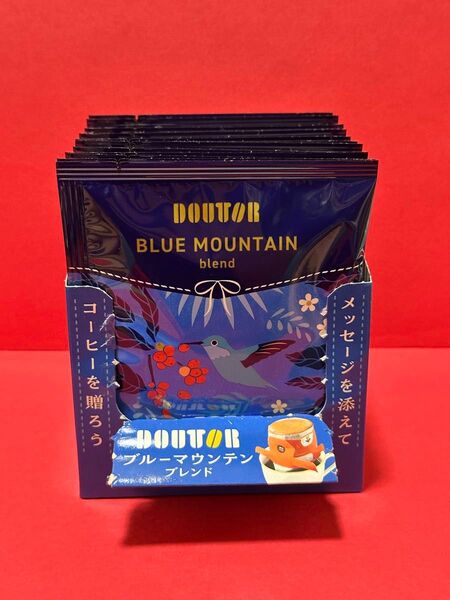 DOUTOR
BLUE MOUNTAIN
blend
コーヒーを贈ろう
メッセージを添えて
DOUTOR
ブルーマウンテン
ブレンド